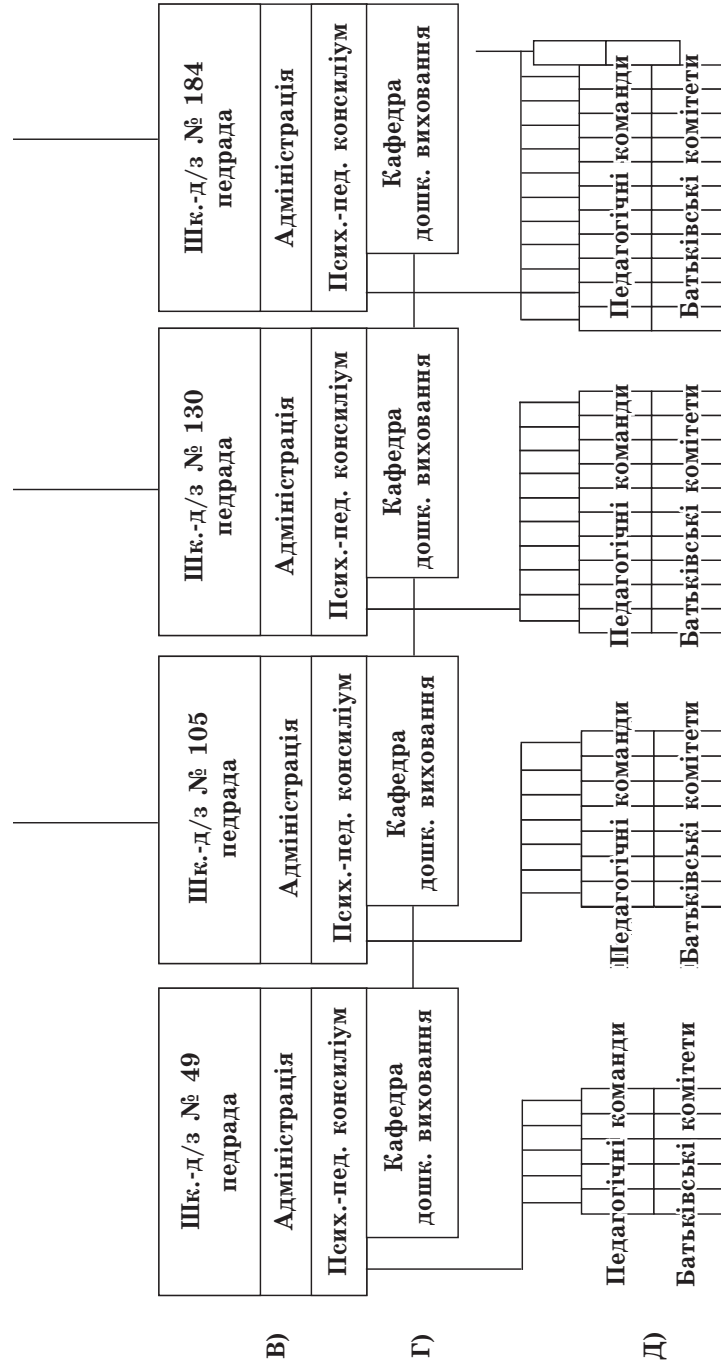 Шк.-д/з № 49
педрада
Шк.-д/з № 105
педрада
Шк.-д/з № 130
педрада
Шк.-д/з № 184
педрада
В)
Адміністрація
Адміністрація
Адміністрація
Адміністрація
Псих.-пед. консиліум
Псих.-пед. консиліум
Псих.-пед. консиліум
Псих.-пед. консиліум
Г)
Кафедра
дошк. виховання
Кафедра
дошк. виховання
Кафедра
дошк. виховання
Кафедра
дошк. виховання
Д)
Педагогічні команди
Педагогічні команди
Педагогічні команди
Педагогічні команди
Батьківські комітети
Батьківські комітети
Батьківські комітети
Батьківські комітети